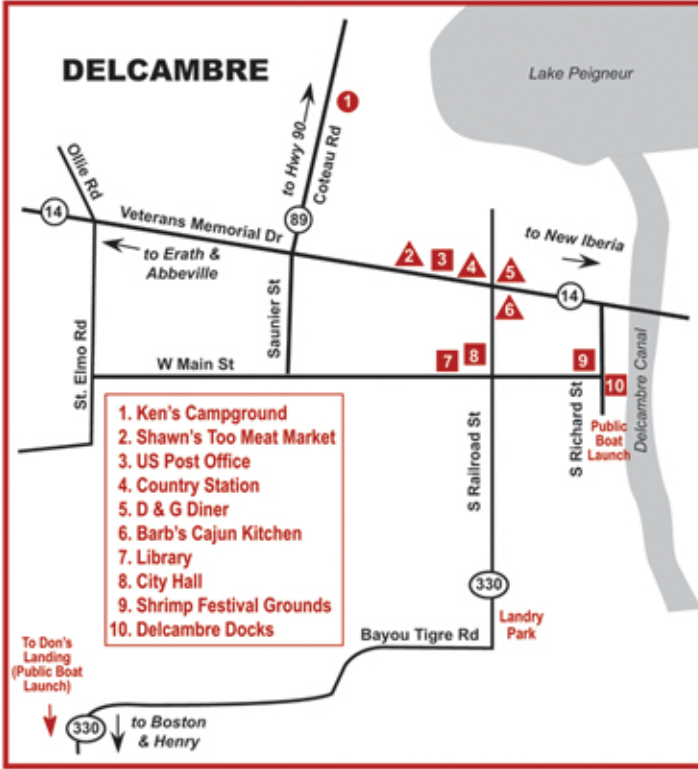 DELCAMBRE
Lake Peigneur
1
to Hwy 90
Coteau Rd
Ollie Rd
14
Veterans Memorial Dr
89
to Erath &
Abbeville
2
3
4
5
6
to New Iberia
14
St. Elmo Rd
Saunier St
W Main St
7
8
9
10
S Railroad St
S Richard St
Public
Boat
Launch
Delcambre Canal
1. Ken's Campground
2. Shawn's Too Meat Market
3. US Post Office
4. Country Station
5. D & G Diner
6. Barb's Cajun Kitchen
7. Library
8. City Hall
9. Shrimp Festival Grounds
10. Delcambre Docks
330
Landry
Park
Bayou Tigre Rd
To Don's
Landing
(Public Boat
Launch)
330
to Boston
& Henry